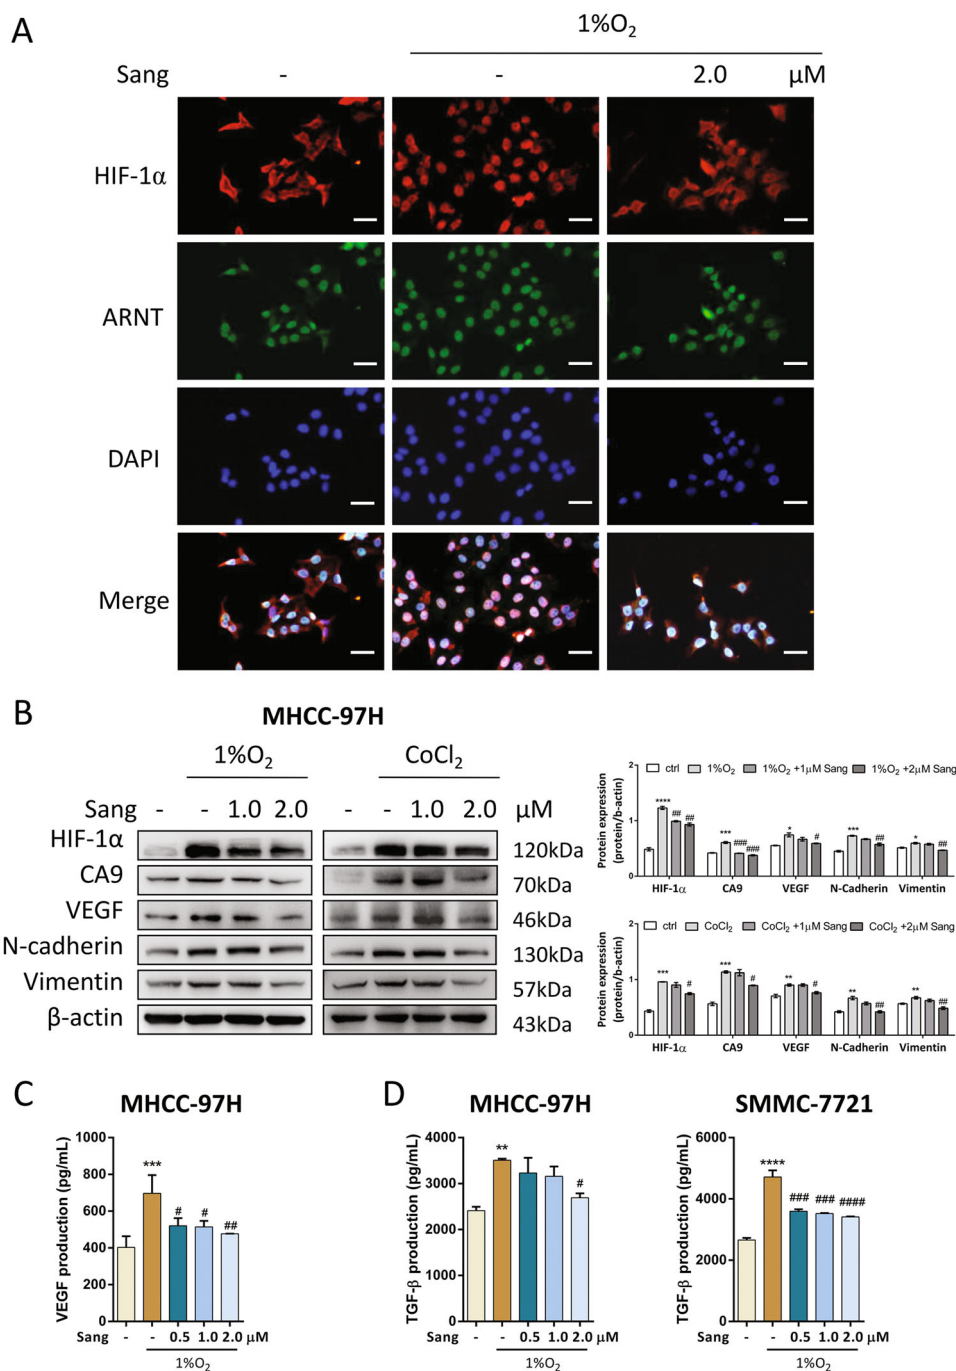 A
1%O₂
Sang - - 2.0 μM
HIF-1α
ARNT
DAPI
Merge
B
MHCC-97H
1%O₂ CoCl₂
Sang - - 1.0 2.0 - - 1.0 2.0 μM
HIF-1α 120kDa
CA9 70kDa
VEGF 46kDa
N-cadherin 130kDa
Vimentin 57kDa
β-actin 43kDa
ctrl 1%O₂ 1%O₂ +1μM Sang 1%O₂ +2μM Sang
Protein expression
(protein/b-actin)
2
1
0
**** ## ##
*** ### ###
* #
*** ##
* ##
HIF-1α CA9 VEGF N-Cadherin Vimentin
ctrl CoCl₂ CoCl₂ +1μM Sang CoCl₂ +2μM Sang
Protein expression
(protein/b-actin)
2
1
0
*** #
*** #
** #
** ##
** ##
HIF-1α CA9 VEGF N-Cadherin Vimentin
C
MHCC-97H
VEGF production (pg/mL)
1000
800
600
400
200
0
*** # # ##
Sang - - 0.5 1.0 2.0 μM
1%O₂
D
MHCC-97H
TGF-β production (pg/mL)
4000
3000
2000
1000
0
** #
Sang - - 0.5 1.0 2.0 μM
1%O₂
SMMC-7721
TGF-β production (pg/mL)
6000
4000
2000
0
**** ### ### ####
Sang - - 0.5 1.0 2.0 μM
1%O₂